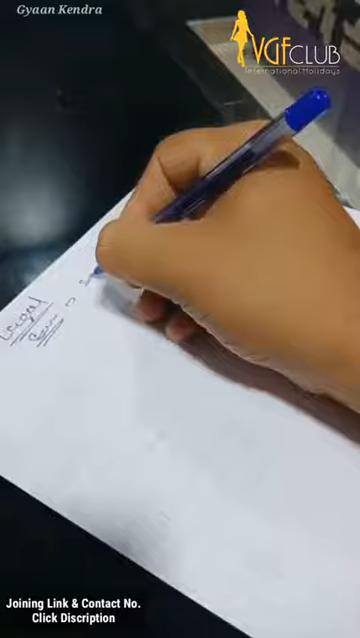 Gyaan Kendra
VGFCLUB
International Holidays
Joining Link & Contact No.
Click Discription